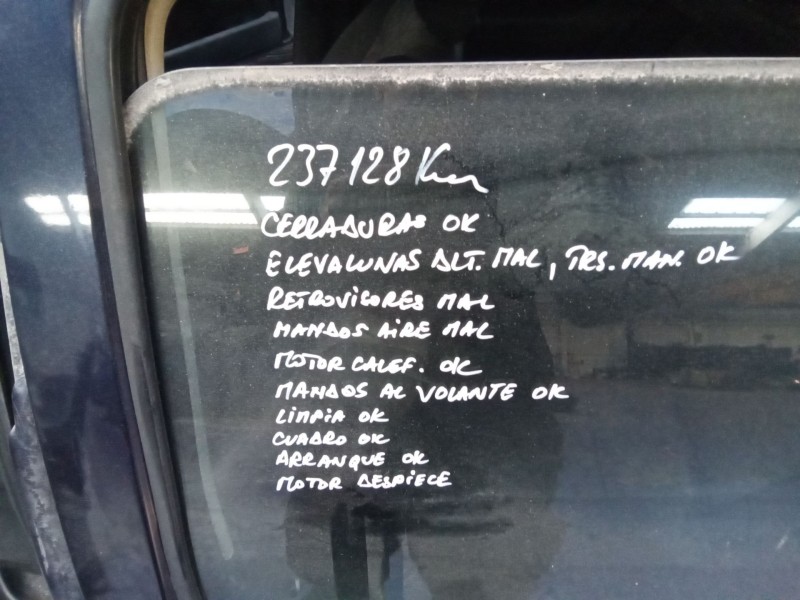 237128 Km
CERRADURAS OK
ELEVALUNAS DLT. MAL, TRS. MAN. OK
RETROVISORES MAL
MANDOS AIRE MAL
MOTOR CALEF. OK
MANDOS AL VOLANTE OK
LIMPIA OK
CUADRO OK
ARRANQUE OK
MOTOR DESPIECE